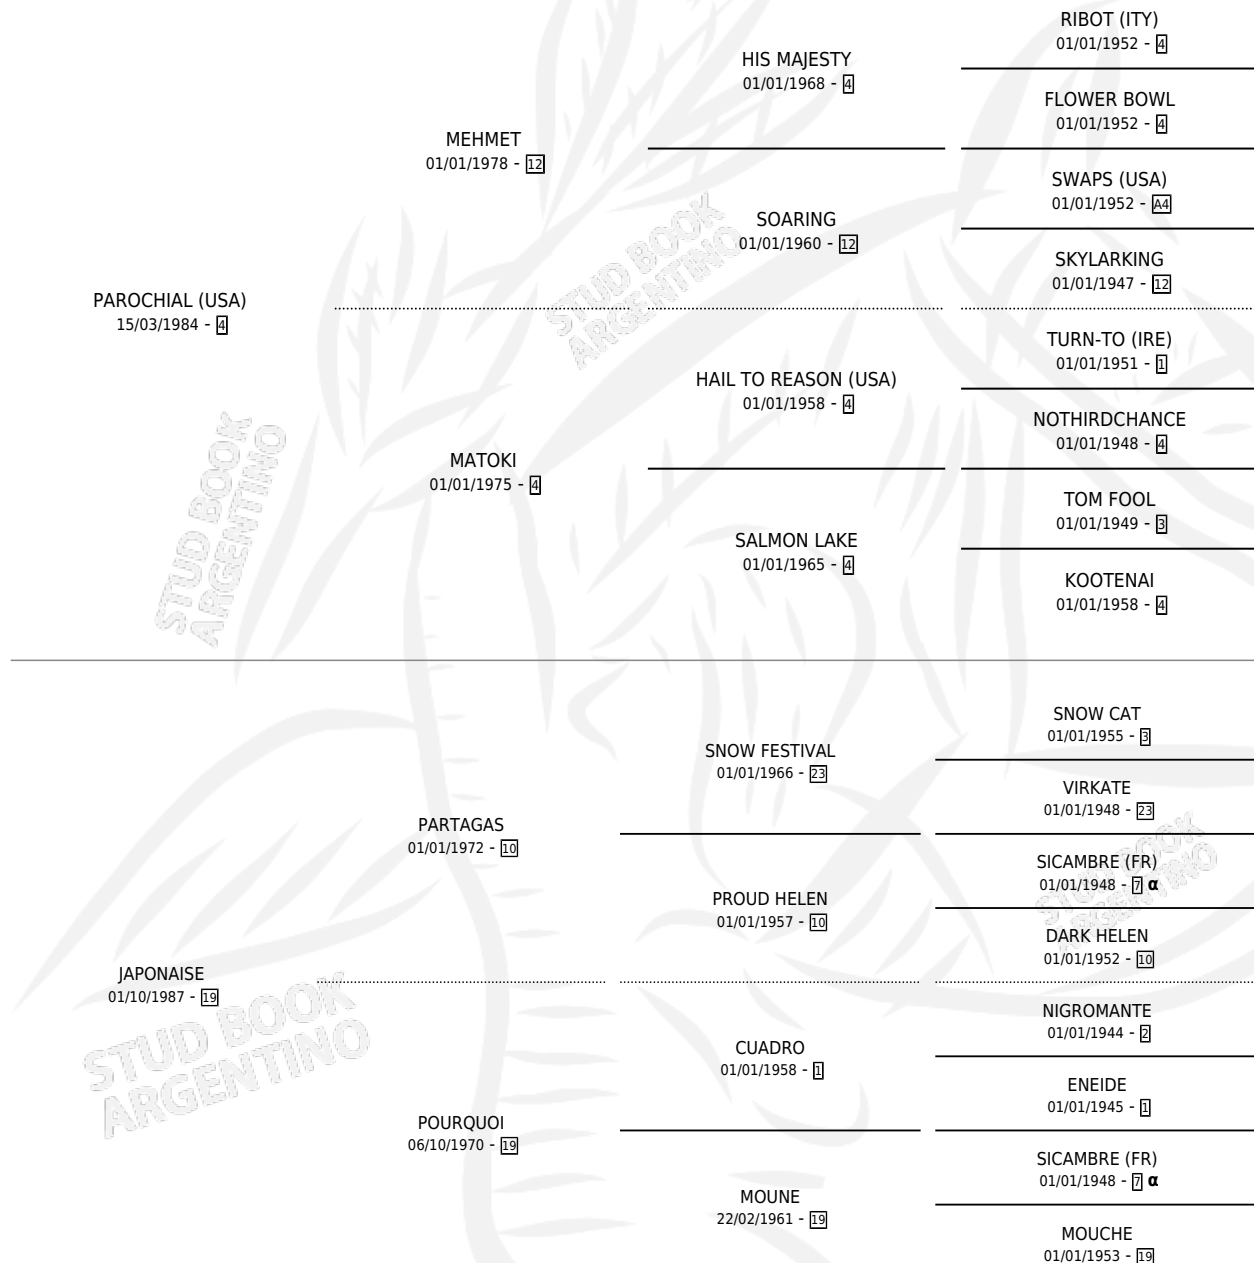 RIBOT (ITY)
01/01/1952 - 4
HIS MAJESTY
01/01/1968 - 4
FLOWER BOWL
01/01/1952 - 4
MEHMET
01/01/1978 - 12
SWAPS (USA)
01/01/1952 - A4
SOARING
01/01/1960 - 12
SKYLARKING
01/01/1947 - 12
PAROCHIAL (USA)
15/03/1984 - 4
TURN-TO (IRE)
01/01/1951 - 1
HAIL TO REASON (USA)
01/01/1958 - 4
NOTHIRDCHANCE
01/01/1948 - 4
MATOKI
01/01/1975 - 4
TOM FOOL
01/01/1949 - 3
SALMON LAKE
01/01/1965 - 4
KOOTENAI
01/01/1958 - 4
SNOW CAT
01/01/1955 - 3
SNOW FESTIVAL
01/01/1966 - 23
VIRKATE
01/01/1948 - 23
PARTAGAS
01/01/1972 - 10
SICAMBRE (FR)
01/01/1948 - 7 α
PROUD HELEN
01/01/1957 - 10
DARK HELEN
01/01/1952 - 10
JAPONAISE
01/10/1987 - 19
NIGROMANTE
01/01/1944 - 2
CUADRO
01/01/1958 - 1
ENEIDE
01/01/1945 - 1
POURQUOI
06/10/1970 - 19
SICAMBRE (FR)
01/01/1948 - 7 α
MOUNE
22/02/1961 - 19
MOUCHE
01/01/1953 - 19
STUD BOOK
ARGENTINO
STUD BOOK
ARGENTINO
STUD BOOK
ARGENTINO
STUD BOOK
ARGENTINO